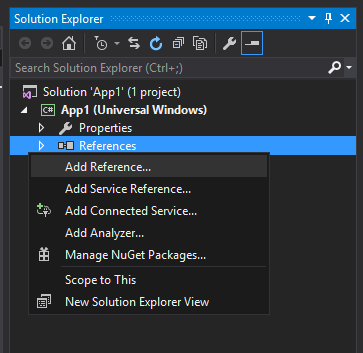 Solution Explorer
Search Solution Explorer (Ctrl+;)
Solution 'App1' (1 project)
C# App1 (Universal Windows)
Properties
References
Add Reference...
Add Service Reference...
Add Connected Service...
Add Analyzer...
Manage NuGet Packages...
Scope to This
New Solution Explorer View